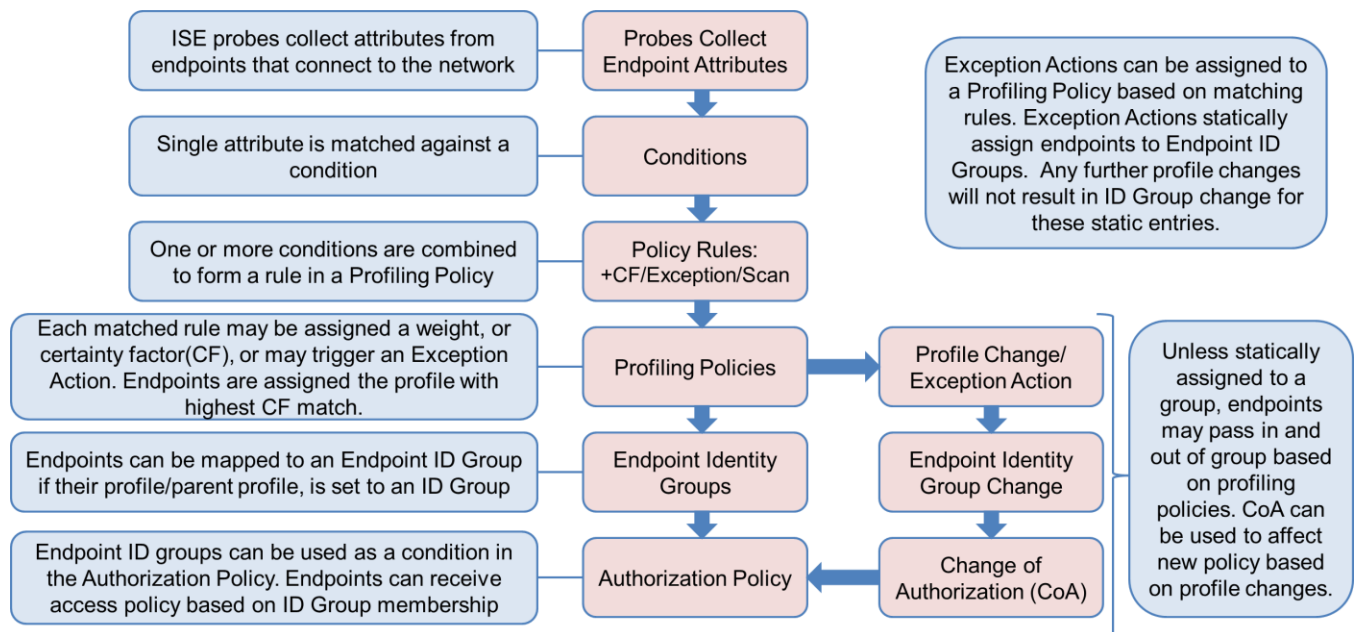 ISE probes collect attributes from
endpoints that connect to the network
Probes Collect
Endpoint Attributes
Exception Actions can be assigned to
a Profiling Policy based on matching
rules. Exception Actions statically
assign endpoints to Endpoint ID
Groups.  Any further profile changes
will not result in ID Group change for
these static entries.
Single attribute is matched against a
condition
Conditions
One or more conditions are combined
to form a rule in a Profiling Policy
Policy Rules:
+CF/Exception/Scan
Each matched rule may be assigned a weight, or
certainty factor(CF), or may trigger an Exception
Action. Endpoints are assigned the profile with
highest CF match.
Profiling Policies
Profile Change/
Exception Action
Unless statically
assigned to a
group, endpoints
may pass in and
out of group based
on profiling
policies. CoA can
be used to affect
new policy based
on profile changes.
Endpoints can be mapped to an Endpoint ID Group
if their profile/parent profile, is set to an ID Group
Endpoint Identity
Groups
Endpoint Identity
Group Change
Endpoint ID groups can be used as a condition in
the Authorization Policy. Endpoints can receive
access policy based on ID Group membership
Authorization Policy
Change of
Authorization (CoA)